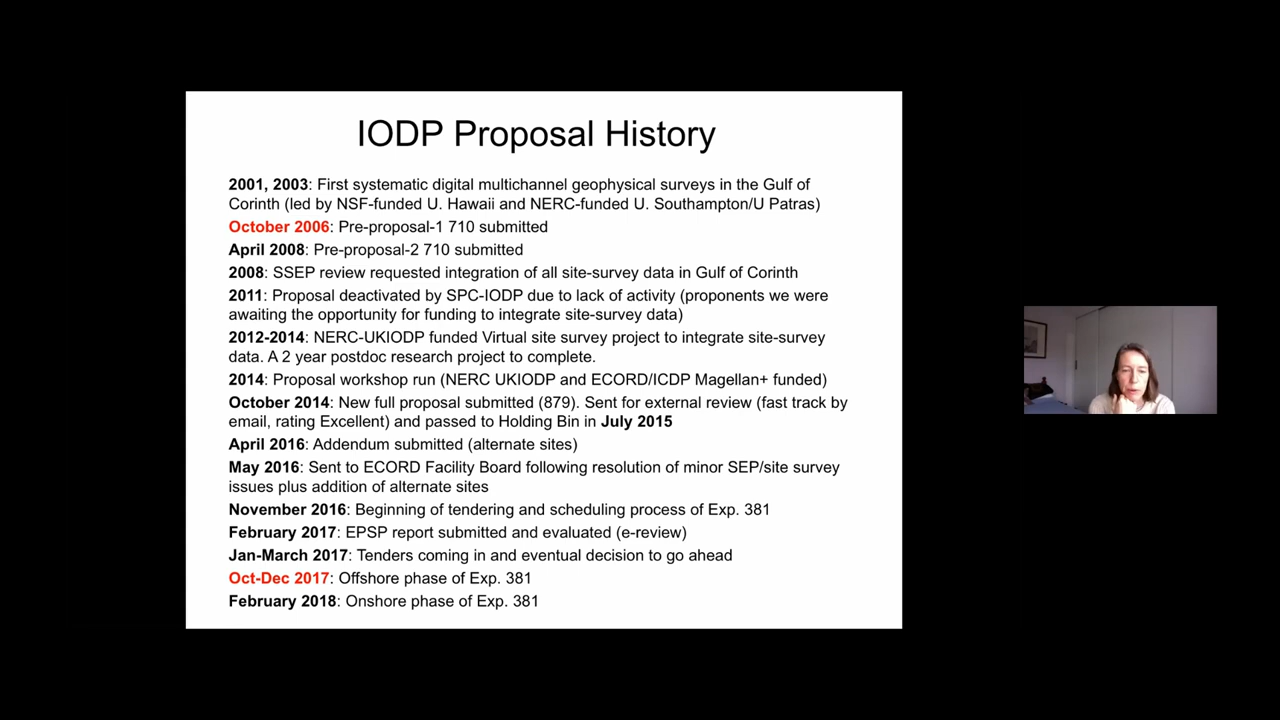 IODP Proposal History
2001, 2003: First systematic digital multichannel geophysical surveys in the Gulf of
Corinth (led by NSF-funded U. Hawaii and NERC-funded U. Southampton/U Patras)
October 2006: Pre-proposal-1 710 submitted
April 2008: Pre-proposal-2 710 submitted
2008: SSEP review requested integration of all site-survey data in Gulf of Corinth
2011: Proposal deactivated by SPC-IODP due to lack of activity (proponents we were
awaiting the opportunity for funding to integrate site-survey data)
2012-2014: NERC-UKIODP funded Virtual site survey project to integrate site-survey
data. A 2 year postdoc research project to complete.
2014: Proposal workshop run (NERC UKIODP and ECORD/ICDP Magellan+ funded)
October 2014: New full proposal submitted (879). Sent for external review (fast track by
email, rating Excellent) and passed to Holding Bin in July 2015
April 2016: Addendum submitted (alternate sites)
May 2016: Sent to ECORD Facility Board following resolution of minor SEP/site survey
issues plus addition of alternate sites
November 2016: Beginning of tendering and scheduling process of Exp. 381
February 2017: EPSP report submitted and evaluated (e-review)
Jan-March 2017: Tenders coming in and eventual decision to go ahead
Oct-Dec 2017: Offshore phase of Exp. 381
February 2018: Onshore phase of Exp. 381